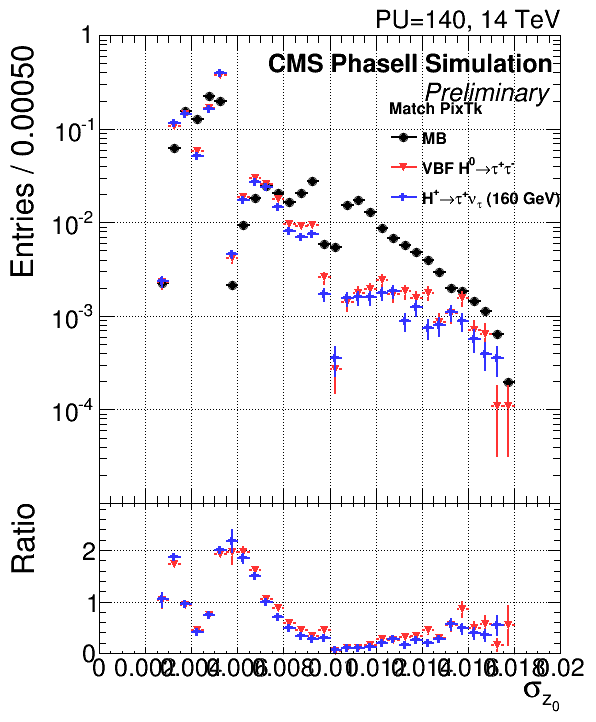 PU=140, 14 TeV
CMS PhaseII Simulation
Preliminary
Match PixTk
MB
VBF H⁰→τ⁺τ⁻
H⁺→τ⁺ν_τ (160 GeV)
Entries / 0.00050
1
10⁻¹
10⁻²
10⁻³
10⁻⁴
Ratio
2
1
0
0 0.002 0.004 0.006 0.008 0.01 0.012 0.014 0.016 0.018 0.02
σ_z₀